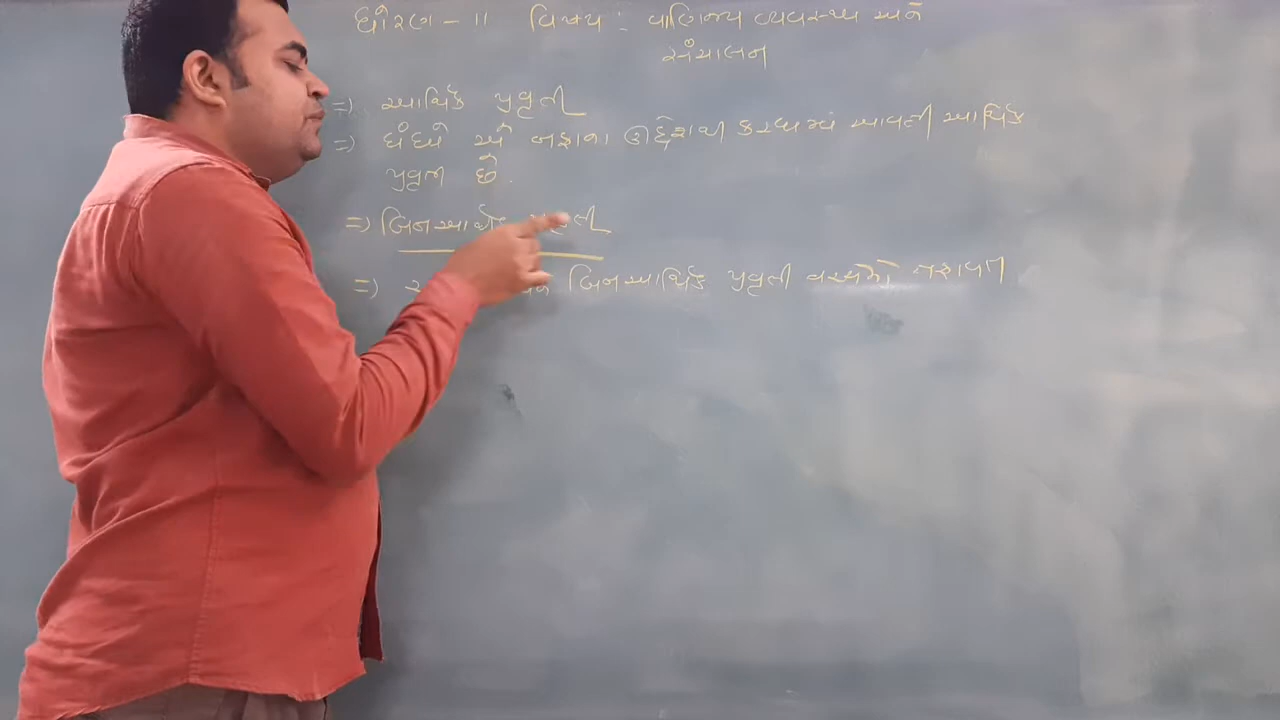 ધોરણ - 11 વિષય : વાણિજ્ય વ્યવસ્થા અને
સંચાલન
=) આર્થિક પ્રવૃતી
=) ધંધો એ નફાના ઉદ્દેશથી કરવામાં આવતી આર્થિક
પ્રવૃતી છે.
=) બિનઆર્થિક
=) બિનઆર્થિક પ્રવૃતી વચ્ચેનો તફાવત